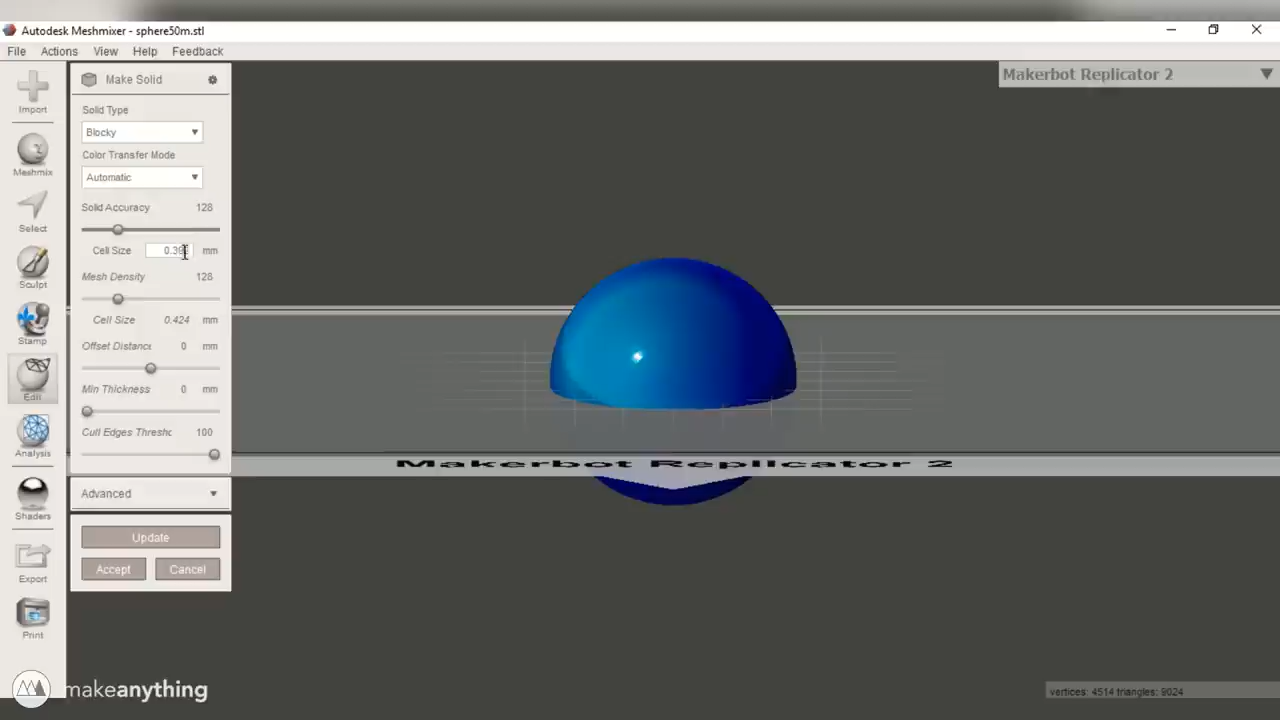 Autodesk Meshmixer - sphere50m.stl
File Actions View Help Feedback
Makerbot Replicator 2
Import
Meshmix
Select
Sculpt
Stamp
Edit
Analysis
Shaders
Export
Print
Make Solid
Solid Type
Blocky
Color Transfer Mode
Automatic
Solid Accuracy 128
Cell Size mm
Mesh Density 128
Cell Size 0.424 mm
Offset Distanc 0 mm
Min Thickness 0 mm
Cull Edges Thresho 100
Advanced
Update
Accept Cancel
Makerbot Replicator 2
makeanything
vertices: 4514 triangles: 9024